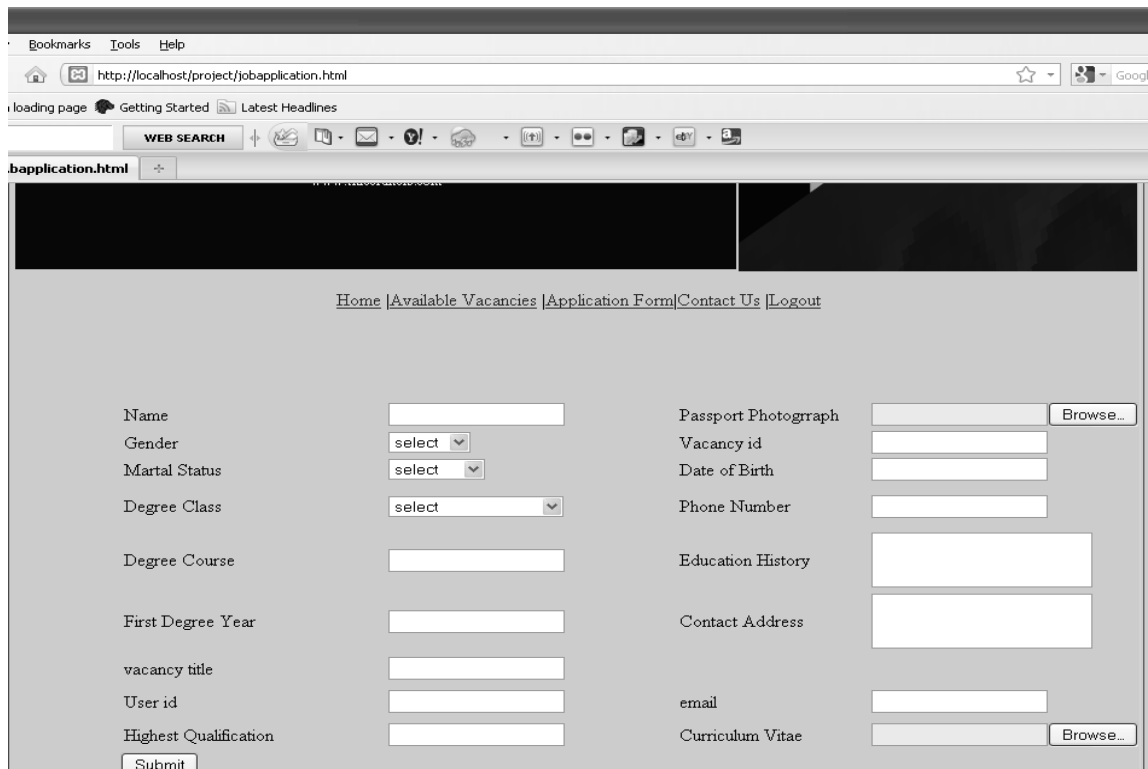 Bookmarks Tools Help
http://localhost/project/jobapplication.html
loading page Getting Started Latest Headlines
WEB SEARCH
bapplication.html
Home |Available Vacancies |Application Form|Contact Us |Logout
Name Passport Photogrraph Browse...
Gender select Vacancy id
Martal Status select Date of Birth
Degree Class select Phone Number
Degree Course Education History
First Degree Year Contact Address
vacancy title
User id email
Highest Qualification Curriculum Vitae Browse...
Submit